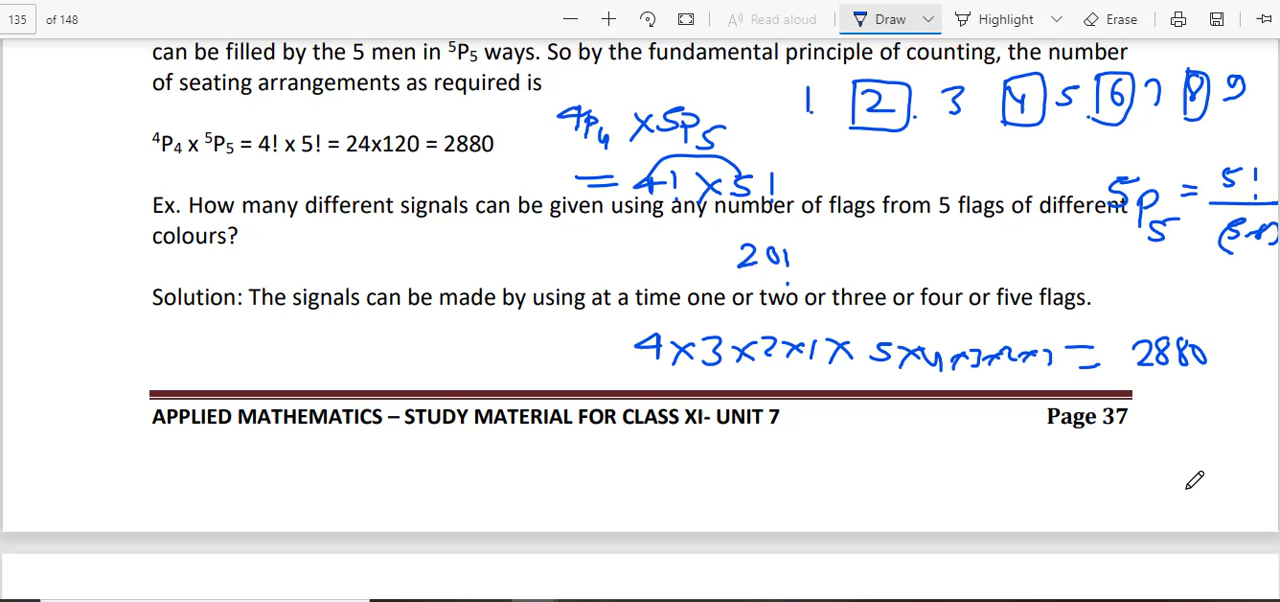 135 of 148 Read aloud Draw Highlight Erase
can be filled by the 5 men in ⁵P₅ ways. So by the fundamental principle of counting, the number
of seating arrangements as required is
1. 2 . 3 4 5 6 7 8 9
4P4 x 5P5
⁴P₄ x ⁵P₅ = 4! x 5! = 24x120 = 2880
= 4! x 5!
5P5 = 5!
Ex. How many different signals can be given using any number of flags from 5 flags of different
colours?
20!
Solution: The signals can be made by using at a time one or two or three or four or five flags.
4x3x2x1x 5x4x3x2x1 = 2880
APPLIED MATHEMATICS – STUDY MATERIAL FOR CLASS XI- UNIT 7 Page 37